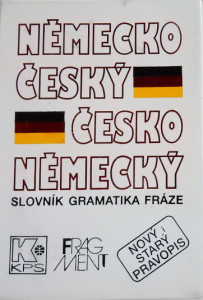 NĚMECKO
ČESKÝ
ČESKO
NĚMECKÝ
SLOVNÍK GRAMATIKA FRÁZE
K
KPS
FRAG
MENT
NOVÝ /
STARÝ
PRAVOPIS